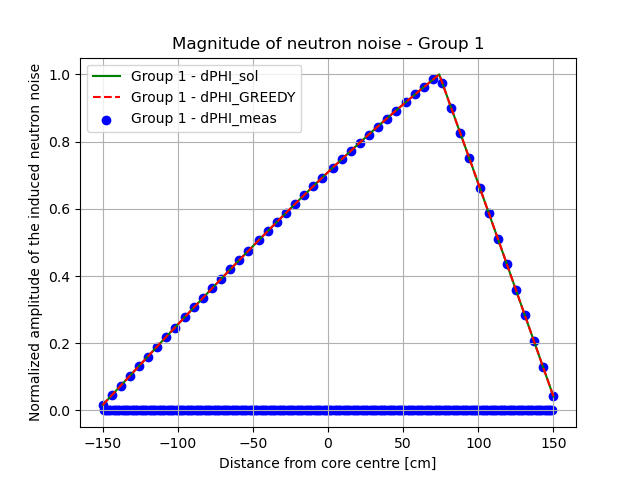 Magnitude of neutron noise - Group 1
Normalized amplitude of the induced neutron noise
1.0
0.8
0.6
0.4
0.2
0.0
Group 1 - dPHI_sol
Group 1 - dPHI_GREEDY
Group 1 - dPHI_meas
−150
−100
−50
0
50
100
150
Distance from core centre [cm]